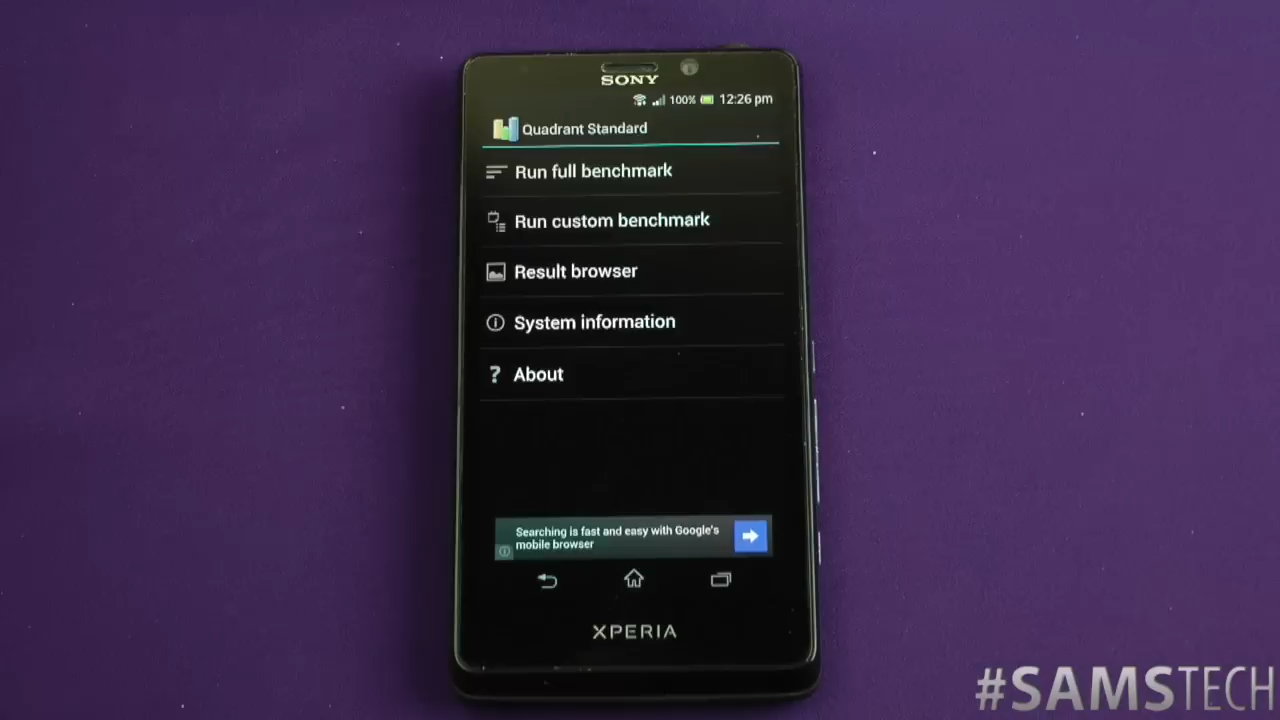 SONY
100% 12:26 pm
Quadrant Standard
Run full benchmark
Run custom benchmark
Result browser
System information
? About
Searching is fast and easy with Google's
mobile browser
XPERIA
#SAMSTECH